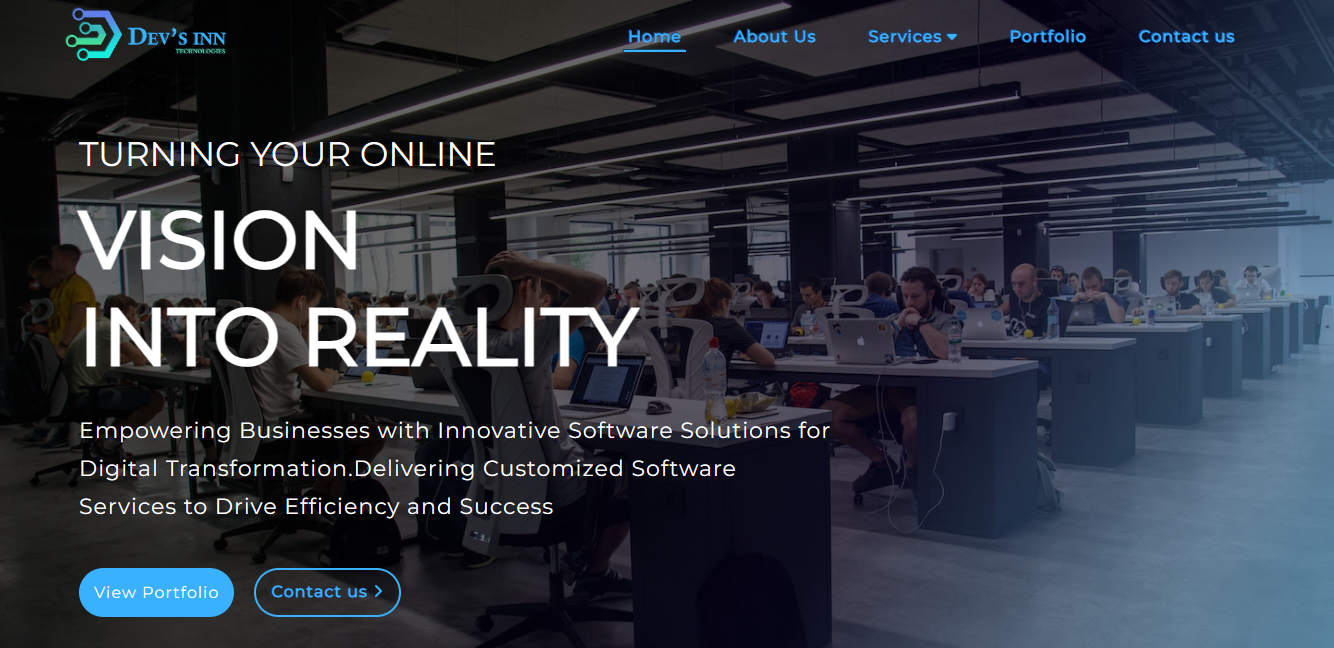 DEV'S INN
TECHNOLOGIES
Home About Us Services Portfolio Contact us
TURNING YOUR ONLINE
VISION
INTO REALITY
Empowering Businesses with Innovative Software Solutions for
Digital Transformation.Delivering Customized Software
Services to Drive Efficiency and Success
View Portfolio Contact us